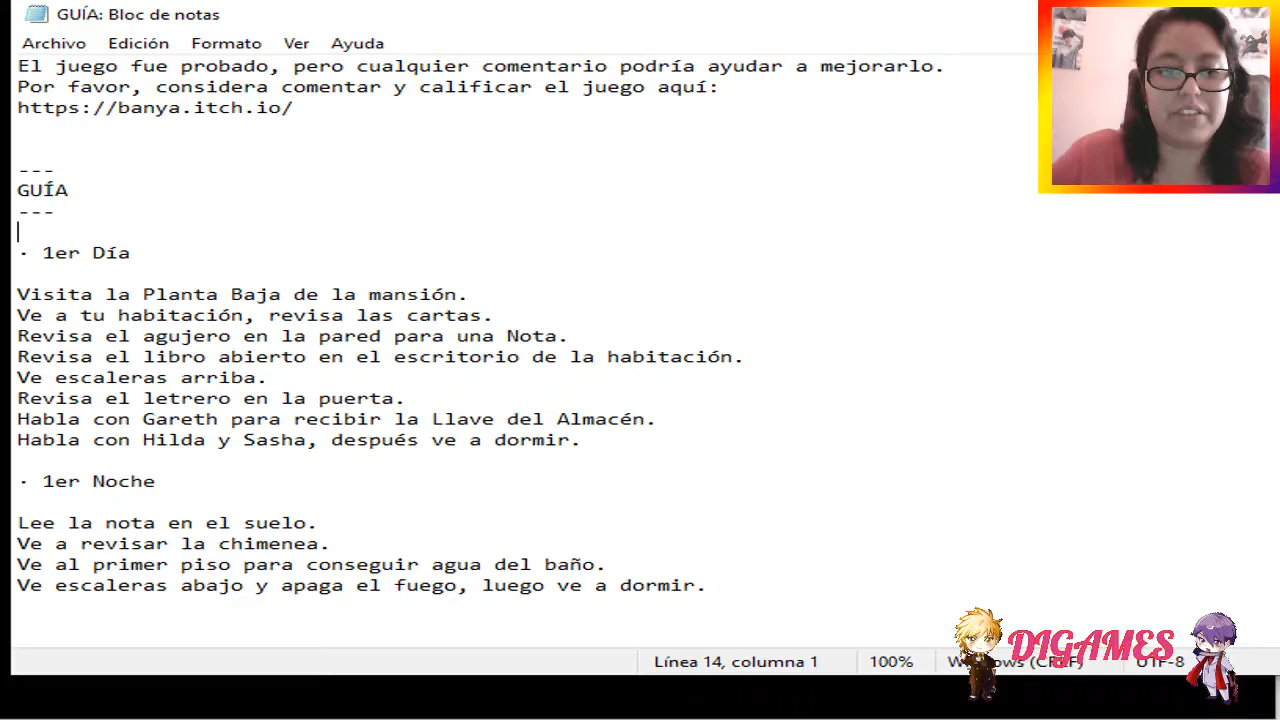 GUÍA: Bloc de notas
Archivo Edición Formato Ver Ayuda
El juego fue probado, pero cualquier comentario podría ayudar a mejorarlo.
Por favor, considera comentar y calificar el juego aquí:
https://banya.itch.io/
---
GUÍA
---
· 1er Día
Visita la Planta Baja de la mansión.
Ve a tu habitación, revisa las cartas.
Revisa el agujero en la pared para una Nota.
Revisa el libro abierto en el escritorio de la habitación.
Ve escaleras arriba.
Revisa el letrero en la puerta.
Habla con Gareth para recibir la Llave del Almacén.
Habla con Hilda y Sasha, después ve a dormir.
· 1er Noche
Lee la nota en el suelo.
Ve a revisar la chimenea.
Ve al primer piso para conseguir agua del baño.
Ve escaleras abajo y apaga el fuego, luego ve a dormir.
DIGAMES
Línea 14, columna 1 100% (CRLF) UTF-8